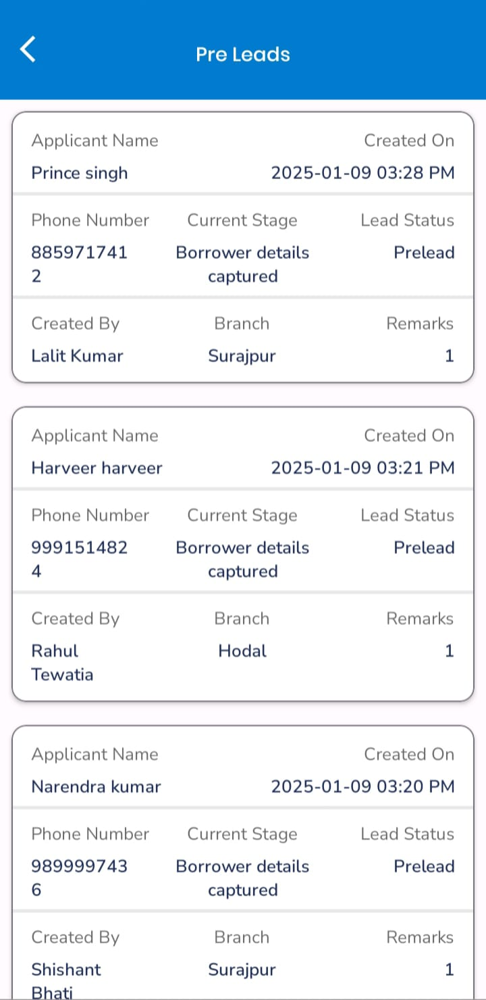 Pre Leads
Applicant Name Created On
Prince singh 2025-01-09 03:28 PM
Phone Number Current Stage Lead Status
885971741 Borrower details Prelead
2 captured
Created By Branch Remarks
Lalit Kumar Surajpur 1
Applicant Name Created On
Harveer harveer 2025-01-09 03:21 PM
Phone Number Current Stage Lead Status
999151482 Borrower details Prelead
4 captured
Created By Branch Remarks
Rahul Hodal 1
Tewatia
Applicant Name Created On
Narendra kumar 2025-01-09 03:20 PM
Phone Number Current Stage Lead Status
989999743 Borrower details Prelead
6 captured
Created By Branch Remarks
Shishant Surajpur 1
Bhati